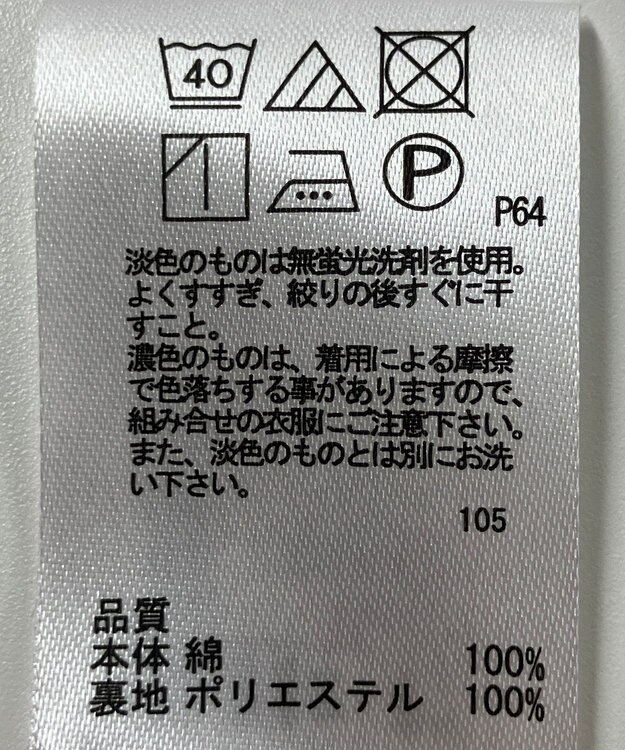 40
P
P64
淡色のものは無蛍光洗剤を使用。
よくすすぎ、絞りの後すぐに干
すこと。
濃色のものは、着用による摩擦
で色落ちする事がありますので、
組み合せの衣服にご注意下さい。
また、淡色のものとは別にお洗
い下さい。
105
品質
本体 綿 100%
裏地 ポリエステル 100%